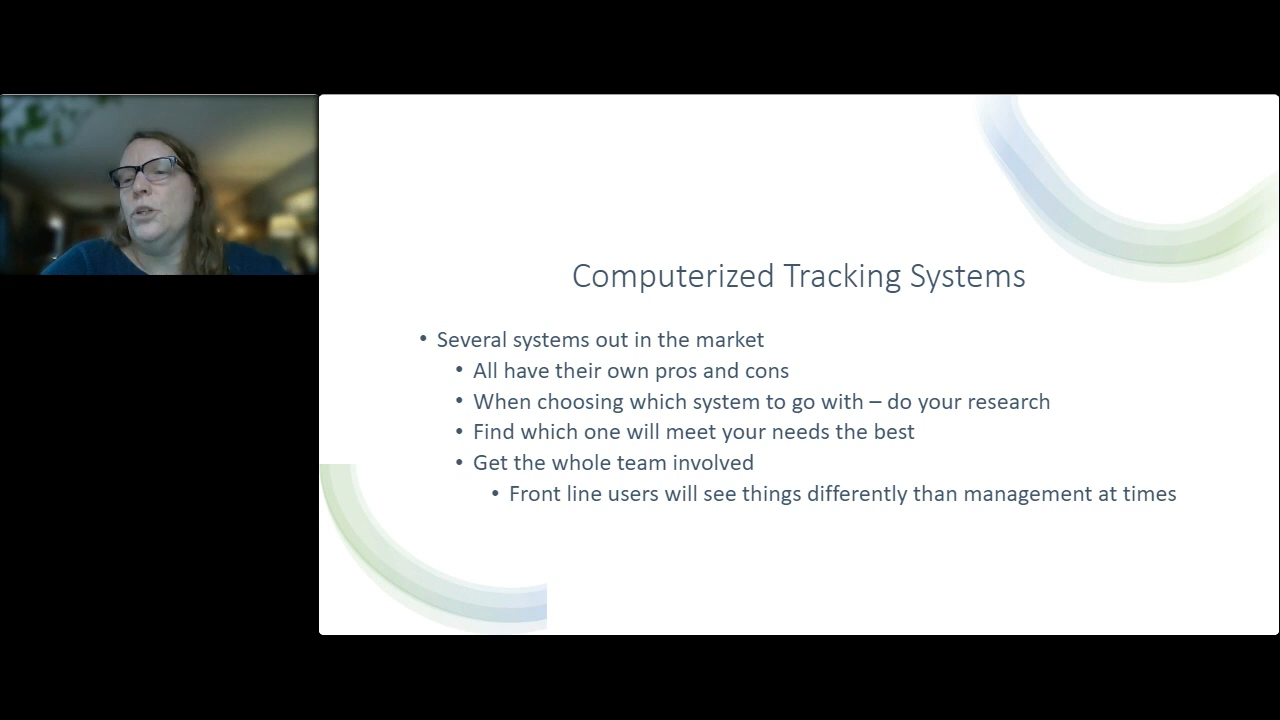 Computerized Tracking Systems
• Several systems out in the market
• All have their own pros and cons
• When choosing which system to go with – do your research
• Find which one will meet your needs the best
• Get the whole team involved
• Front line users will see things differently than management at times